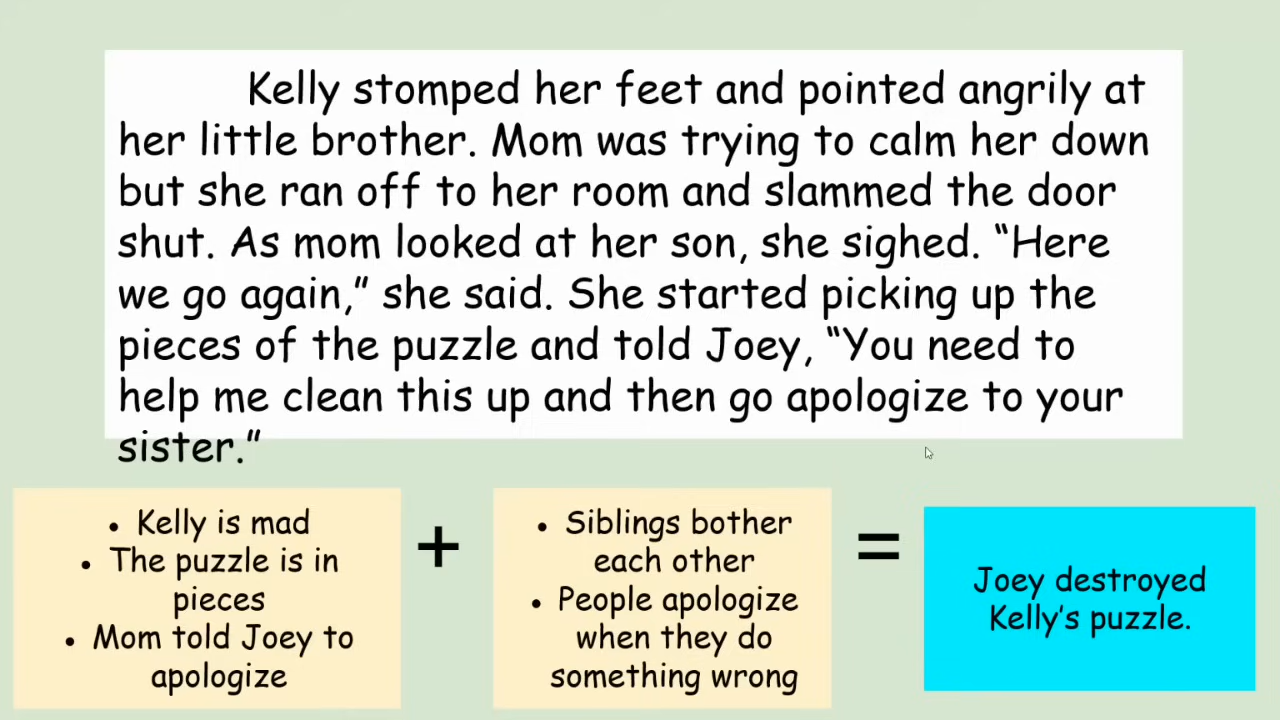 Kelly stomped her feet and pointed angrily at
her little brother. Mom was trying to calm her down
but she ran off to her room and slammed the door
shut. As mom looked at her son, she sighed. “Here
we go again,” she said. She started picking up the
pieces of the puzzle and told Joey, “You need to
help me clean this up and then go apologize to your
sister.”
• Kelly is mad
• The puzzle is in
pieces
• Mom told Joey to
apologize
+
• Siblings bother
each other
• People apologize
when they do
something wrong
=
Joey destroyed
Kelly’s puzzle.